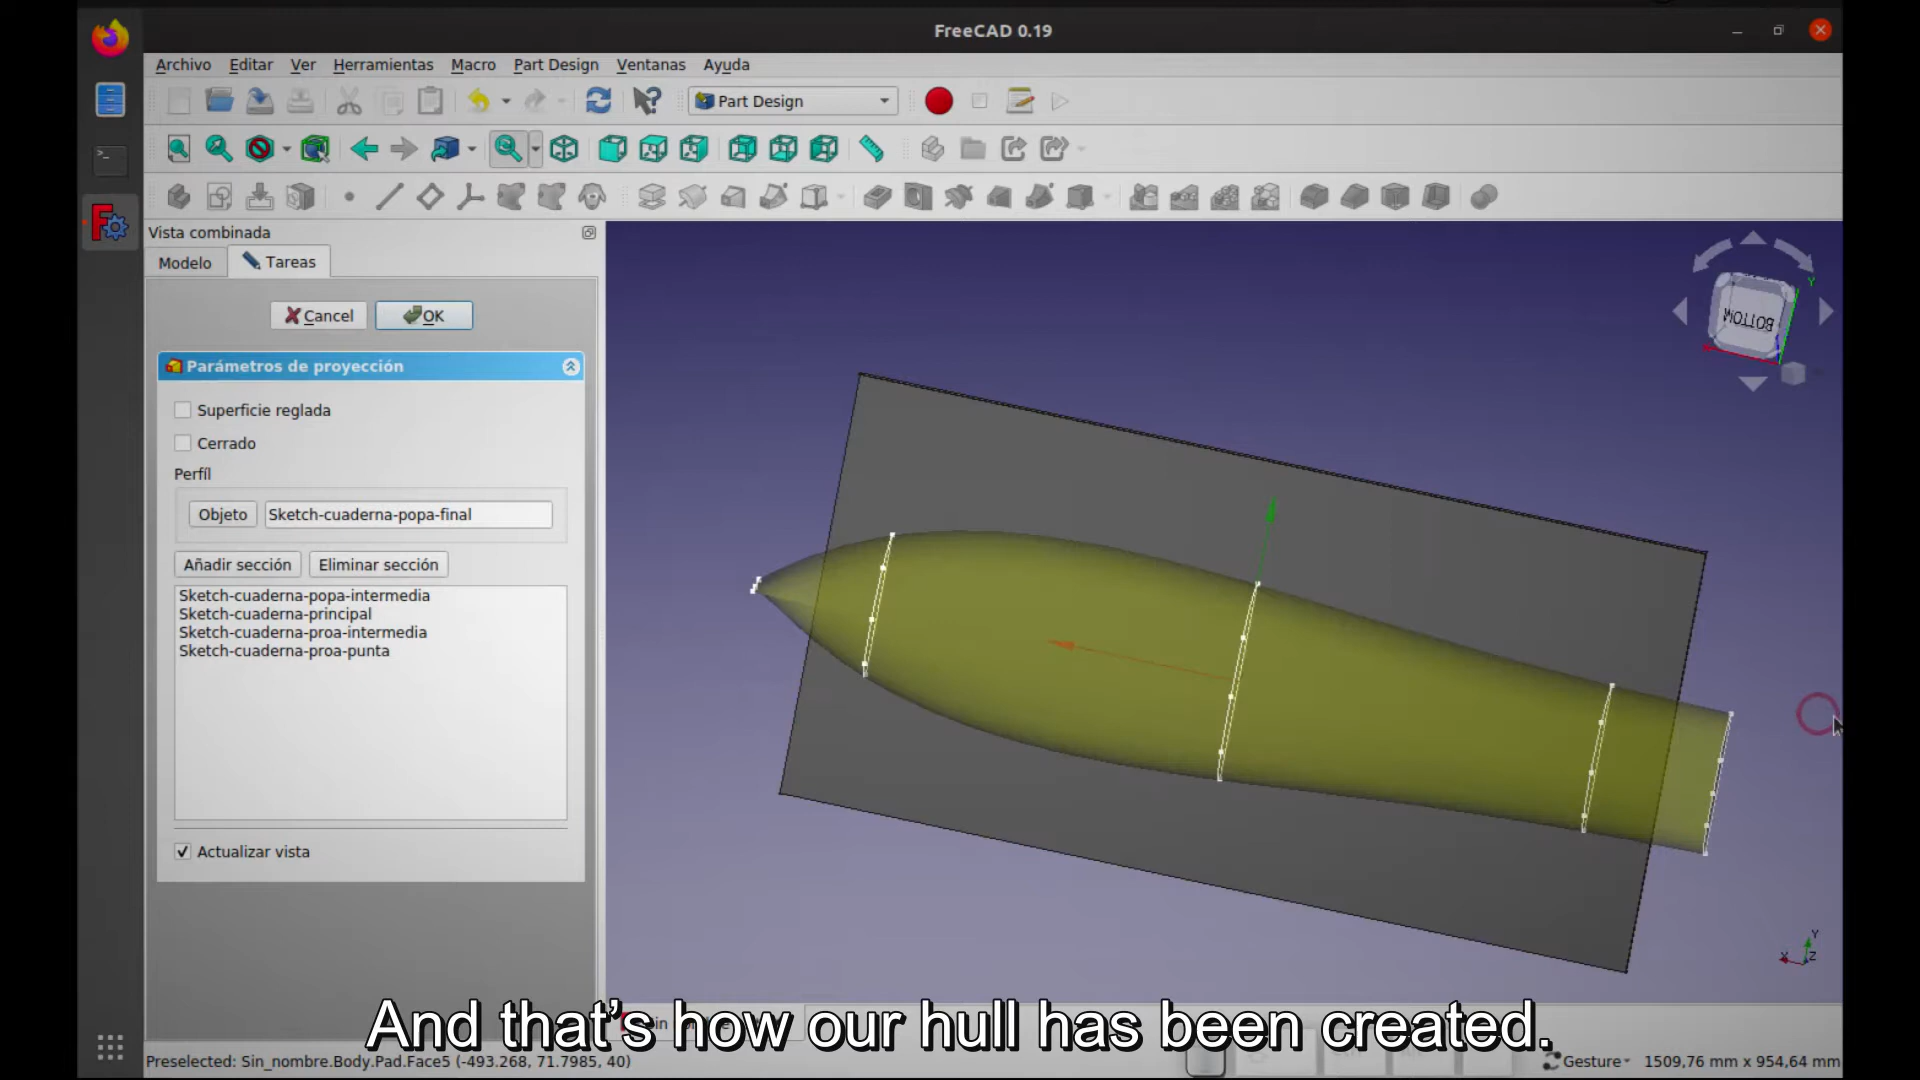 FreeCAD 0.19
Archivo Editar Ver Herramientas Macro Part Design Ventanas Ayuda
Part Design
Vista combinada
Modelo
Tareas
Cancel
OK
Parámetros de proyección
Superficie reglada
Cerrado
Perfíl
Objeto
Sketch-cuaderna-popa-final
Añadir sección
Eliminar sección
Sketch-cuaderna-popa-intermedia
Sketch-cuaderna-principal
Sketch-cuaderna-proa-intermedia
Sketch-cuaderna-proa-punta
Actualizar vista
BOTTOM
Y
Y
X
Z
And that's how our hull has been created.
Preselected: Sin_nombre.Body.Pad.Face5 (-493.268, 71.7985, 40)
Gesture
1509,76 mm x 954,64 mm